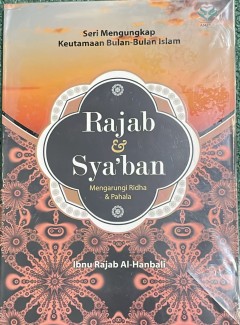 Seri Mengungkap
Keutamaan Bulan-Bulan Islam
Rajab
&
Sya'ban
Mengarungi Ridha
& Pahala
Ibnu Rajab Al-Hanbali